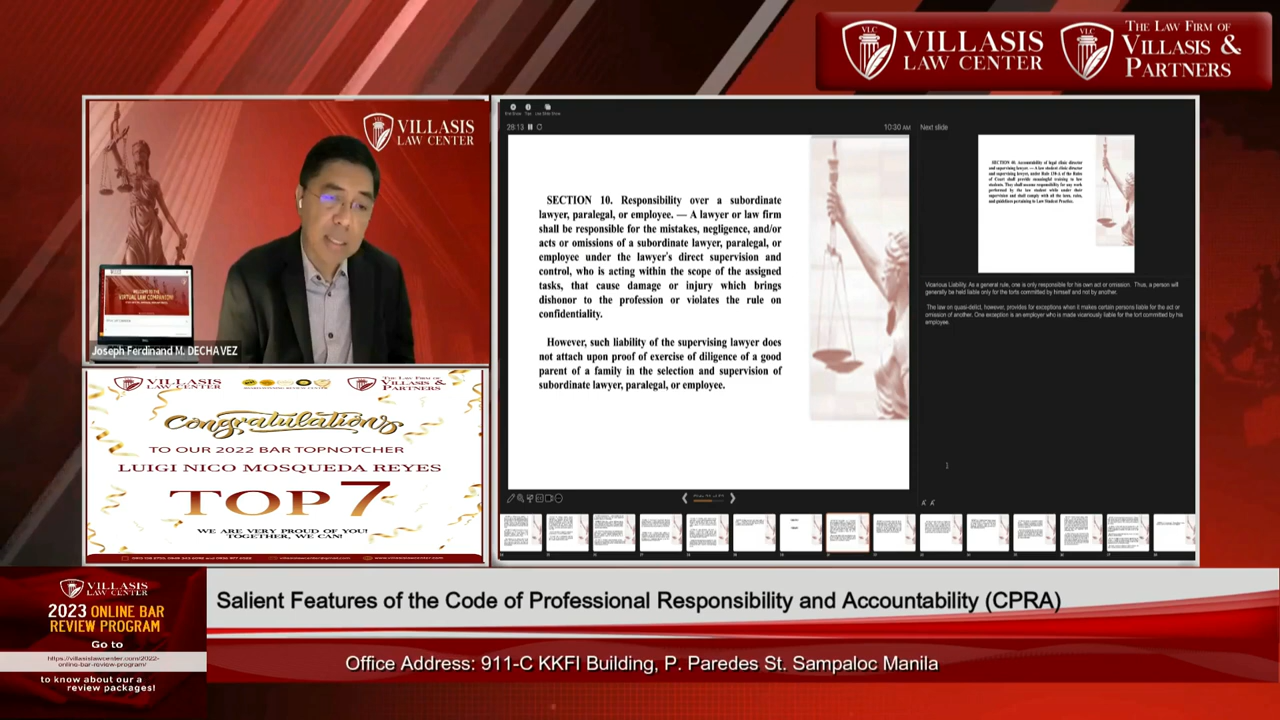 VLC
VILLASIS
LAW CENTER
VLC
THE LAW FIRM OF
VILLASIS &
PARTNERS
VLC
VILLASIS
LAW CENTER
Joseph Ferdinand M. DECHAVEZ
28:13
10:30 AM
Next slide
SECTION 10. Responsibility over a subordinate
lawyer, paralegal, or employee. — A lawyer or law firm
shall be responsible for the mistakes, negligence, and/or
acts or omissions of a subordinate lawyer, paralegal, or
employee under the lawyer's direct supervision and
control, who is acting within the scope of the assigned
tasks, that cause damage or injury which brings
dishonor to the profession or violates the rule on
confidentiality.
However, such liability of the supervising lawyer does
not attach upon proof of exercise of diligence of a good
parent of a family in the selection and supervision of
subordinate lawyer, paralegal, or employee.
Vicarious Liability. As a general rule, one is only responsible for his own act or omission. Thus, a person will
generally be held liable only for the torts committed by himself and not by another.
The law on quasi-delict, however, provides for exceptions when it makes certain persons liable for the act or
omission of another. One exception is an employer who is made vicariously liable for the tort committed by his
employee.
VILLASIS
LAW CENTER
THE LAW FIRM OF
VILLASIS &
PARTNERS
Congratulations
TO OUR 2022 BAR TOPNOTCHER
LUIGI NICO MOSQUEDA REYES
TOP 7
WE ARE VERY PROUD OF YOU!
TOGETHER, WE CAN!
VILLASIS
LAW CENTER
2023 ONLINE BAR
REVIEW PROGRAM
Go to
https://villasislawcenter.com/2022-
online-bar-review-program/
to know about our a
review packages!
Salient Features of the Code of Professional Responsibility and Accountability (CPRA)
Office Address: 911-C KKFI Building, P. Paredes St. Sampaloc Manila